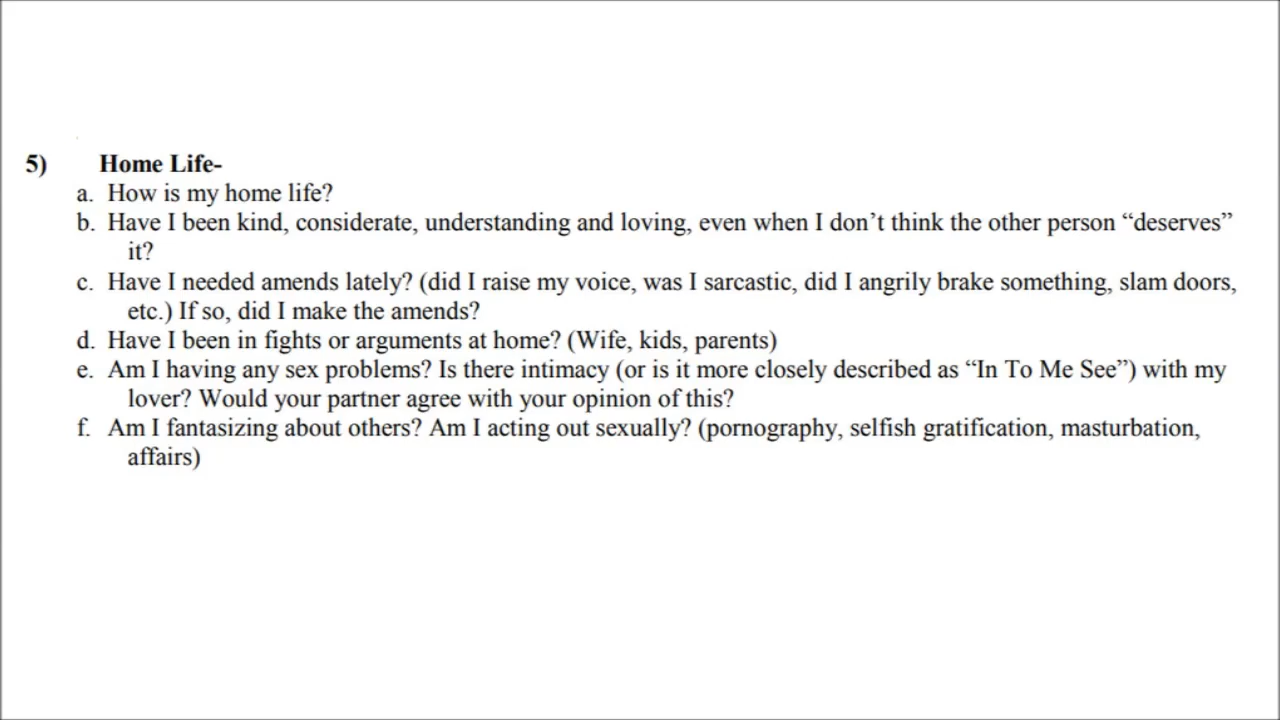 5) Home Life-
a. How is my home life?
b. Have I been kind, considerate, understanding and loving, even when I don’t think the other person “deserves”
it?
c. Have I needed amends lately? (did I raise my voice, was I sarcastic, did I angrily brake something, slam doors,
etc.) If so, did I make the amends?
d. Have I been in fights or arguments at home? (Wife, kids, parents)
e. Am I having any sex problems? Is there intimacy (or is it more closely described as “In To Me See”) with my
lover? Would your partner agree with your opinion of this?
f. Am I fantasizing about others? Am I acting out sexually? (pornography, selfish gratification, masturbation,
affairs)